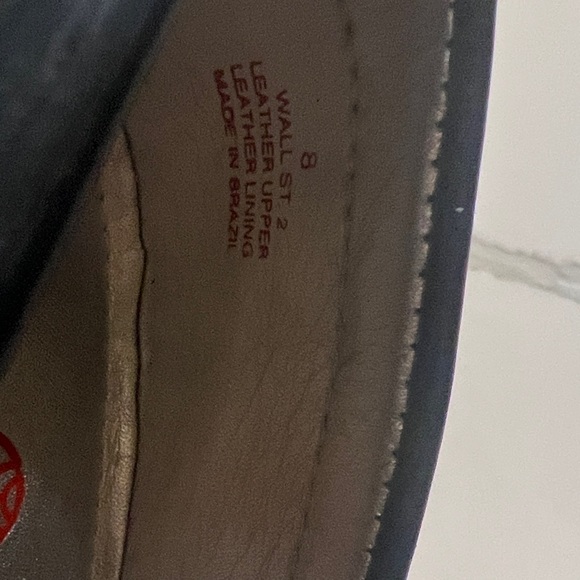 8
WALL ST 2
LEATHER UPPER
LEATHER LINING
MADE IN BRAZIL